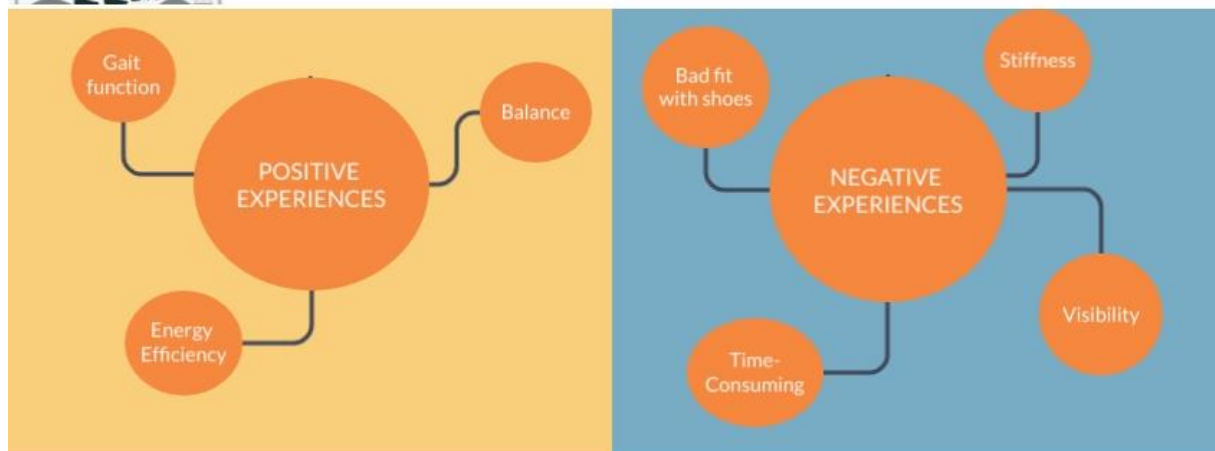 Gait
function
POSITIVE
EXPERIENCES
Balance
Energy
Efficiency
Bad fit
with shoes
Stiffness
NEGATIVE
EXPERIENCES
Visibility
Time-
Consuming